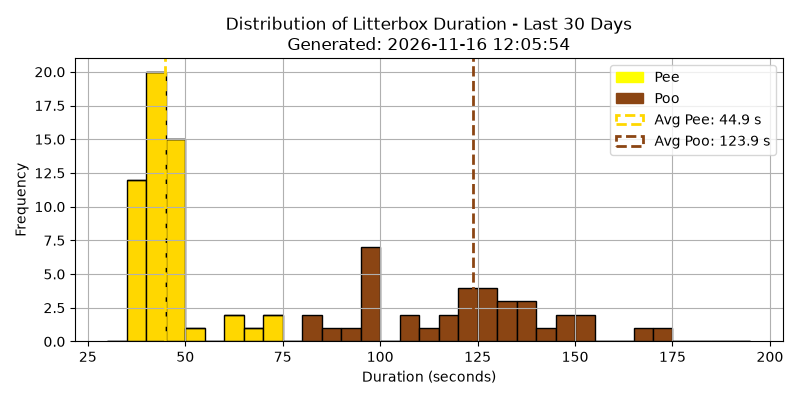 Distribution of Litterbox Duration - Last 30 Days
Generated: 2026-11-16 12:05:54
Pee
Poo
Avg Pee: 44.9 s
Avg Poo: 123.9 s
Frequency
20.0
17.5
15.0
12.5
10.0
7.5
5.0
2.5
0.0
25 50 75 100 125 150 175 200
Duration (seconds)